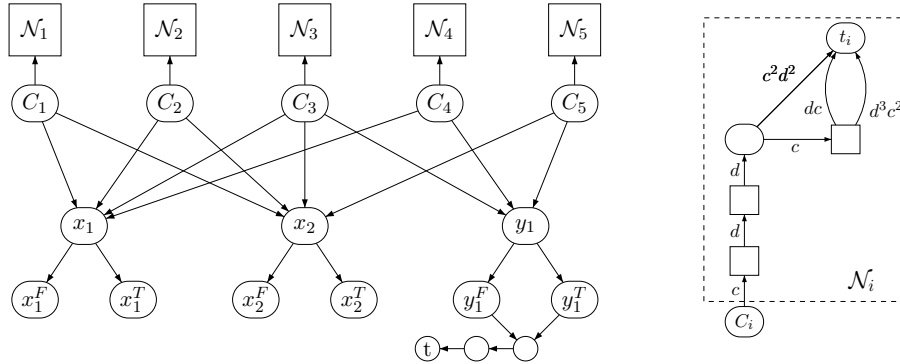 𝒩₁ 𝒩₂ 𝒩₃ 𝒩₄ 𝒩₅
C₁ C₂ C₃ C₄ C₅
x₁ x₂ y₁
x₁ᶠ x₁ᵀ x₂ᶠ x₂ᵀ y₁ᶠ y₁ᵀ
t
tᵢ
c²d²
dc d³c²
c
d
d
𝒩ᵢ
c
Cᵢ